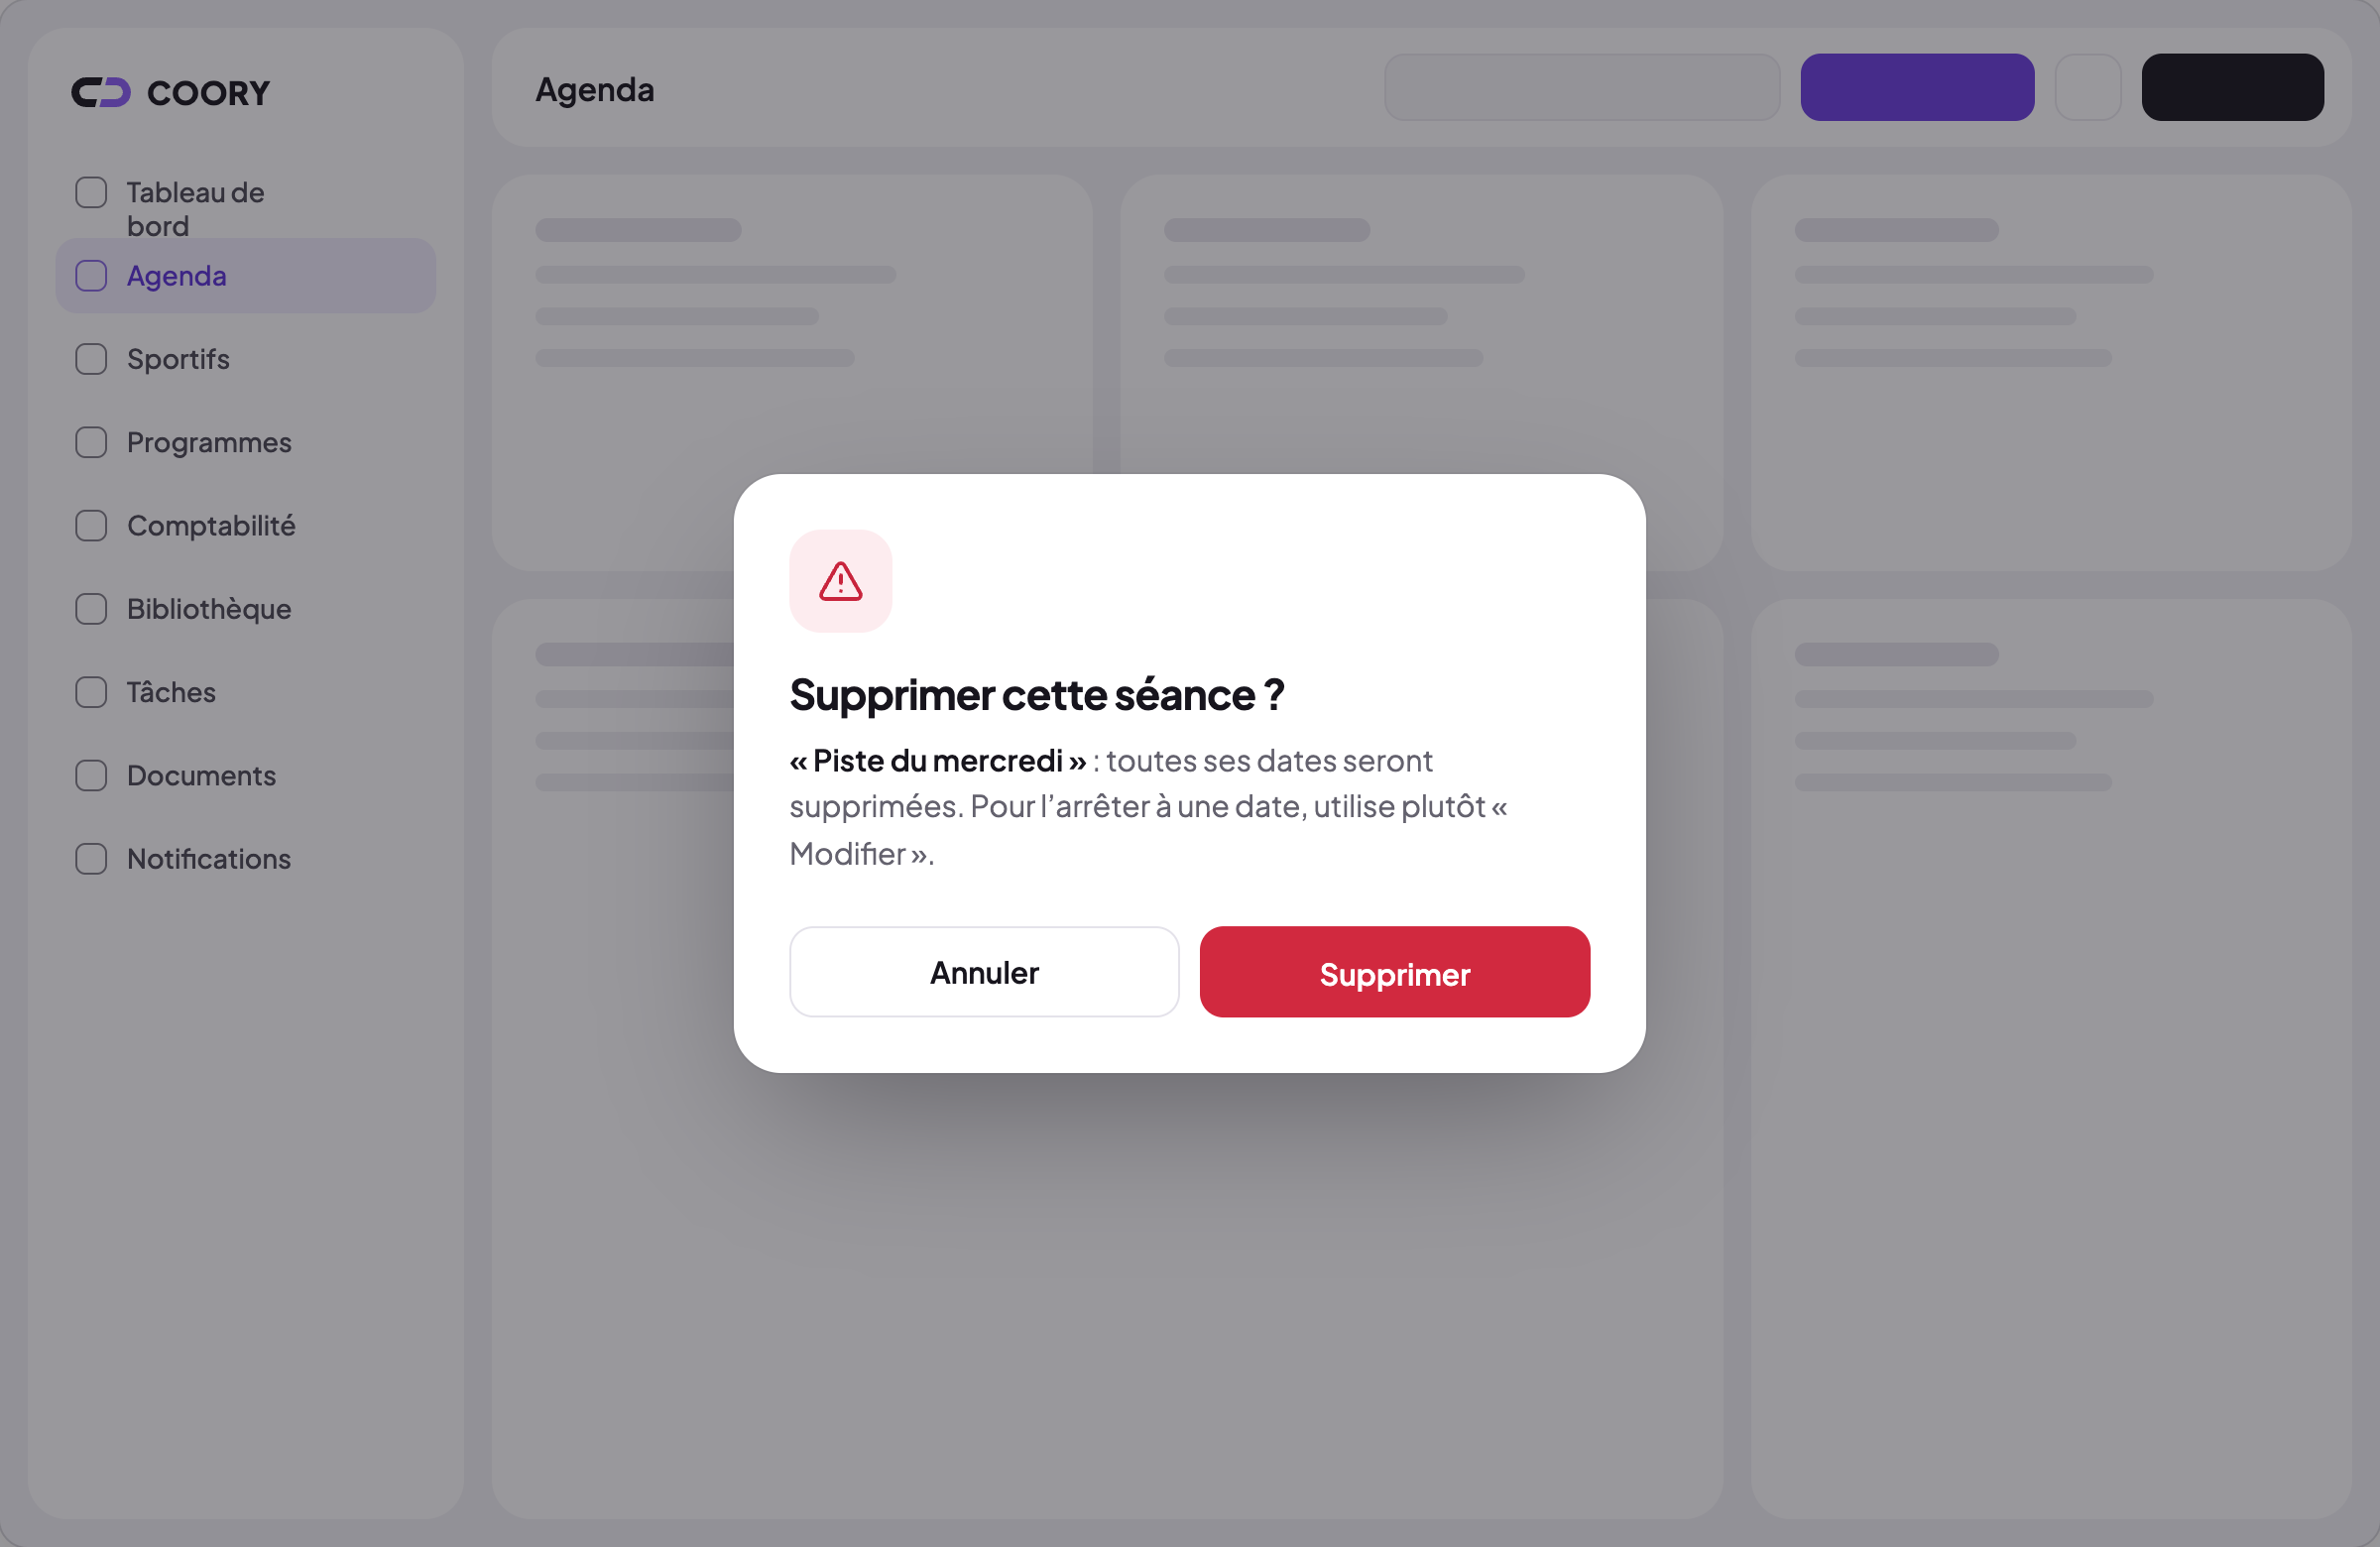 COORY
Tableau de
bord
Agenda
Sportifs
Programmes
Comptabilité
Bibliothèque
Tâches
Documents
Notifications
Agenda
Supprimer cette séance ?
« Piste du mercredi » : toutes ses dates seront
supprimées. Pour l’arrêter à une date, utilise plutôt «
Modifier ».
Annuler
Supprimer